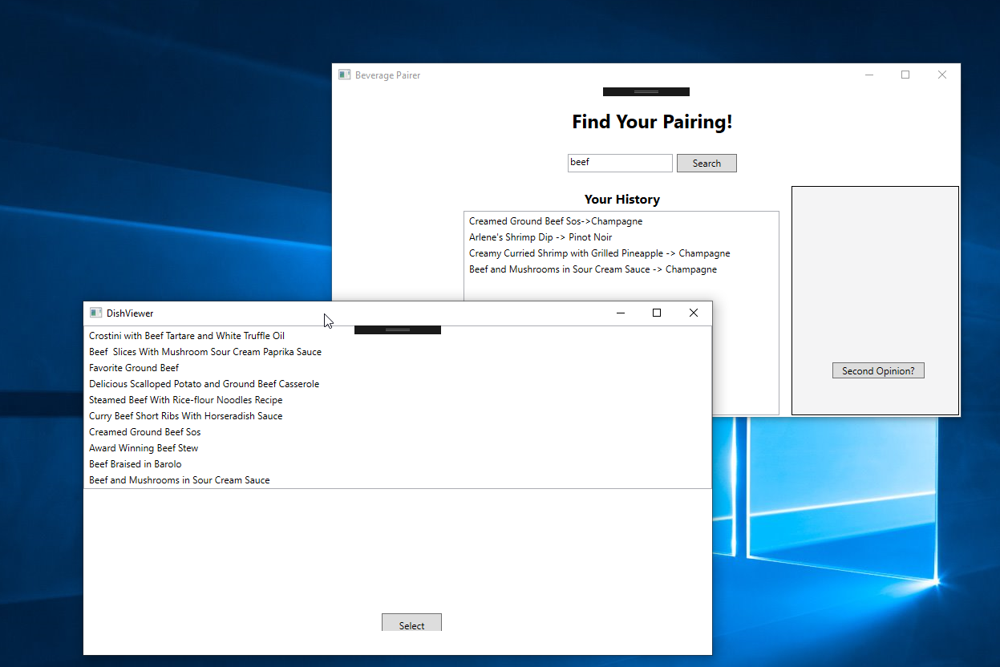 Beverage Pairer
Find Your Pairing!
beef
Search
Your History
Creamed Ground Beef Sos->Champagne
Arlene's Shrimp Dip -> Pinot Noir
Creamy Curried Shrimp with Grilled Pineapple -> Champagne
Beef and Mushrooms in Sour Cream Sauce -> Champagne
Second Opinion?
DishViewer
Crostini with Beef Tartare and White Truffle Oil
Beef  Slices With Mushroom Sour Cream Paprika Sauce
Favorite Ground Beef
Delicious Scalloped Potato and Ground Beef Casserole
Steamed Beef With Rice-flour Noodles Recipe
Curry Beef Short Ribs With Horseradish Sauce
Creamed Ground Beef Sos
Award Winning Beef Stew
Beef Braised in Barolo
Beef and Mushrooms in Sour Cream Sauce
Select